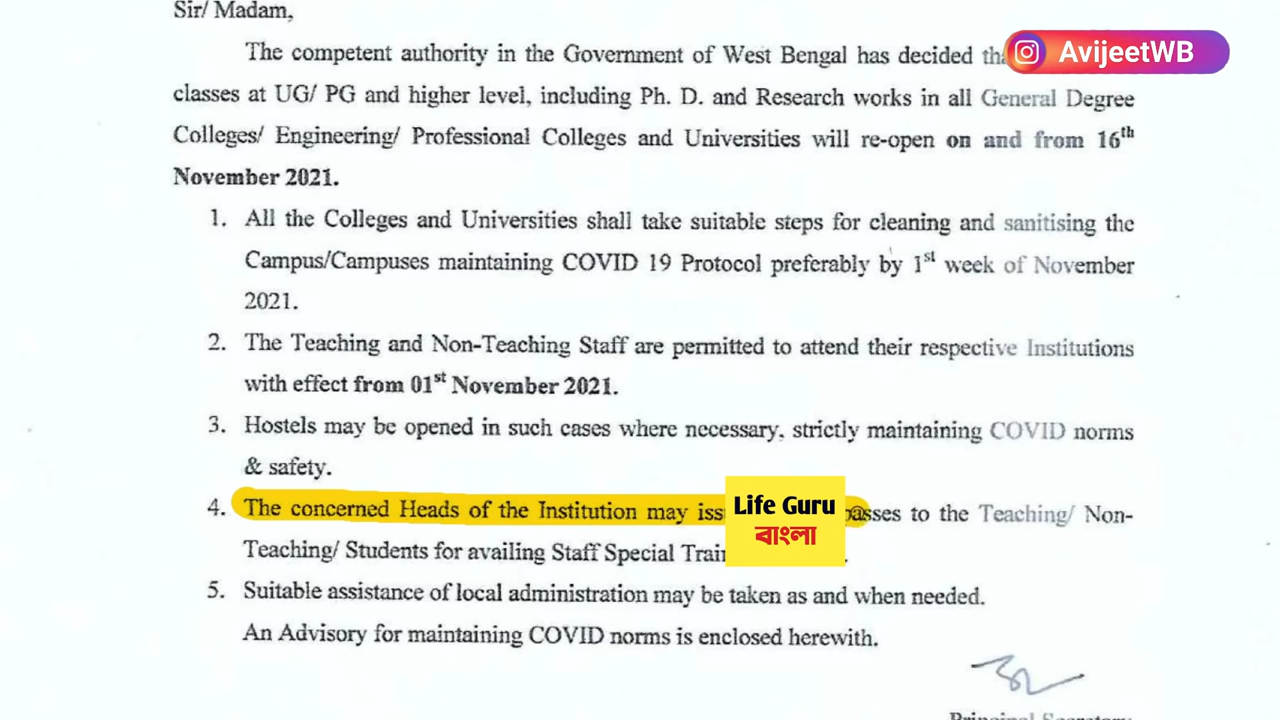 Sir/ Madam,
The competent authority in the Government of West Bengal has decided
AvijeetWB
classes at UG/ PG and higher level, including Ph. D. and Research works in all General Degree
Colleges/ Engineering/ Professional Colleges and Universities will re-open on and from 16th
November 2021.
1. All the Colleges and Universities shall take suitable steps for cleaning and sanitising the
Campus/Campuses maintaining COVID 19 Protocol preferably by 1st week of November
2021.
2. The Teaching and Non-Teaching Staff are permitted to attend their respective Institutions
with effect from 01st November 2021.
3. Hostels may be opened in such cases where necessary, strictly maintaining COVID norms
& safety.
4. The concerned Heads of the Institution may to the Teaching/ Non-
Life Guru
বাংলা
Teaching/ Students for availing Staff Special
5. Suitable assistance of local administration may be taken as and when needed.
An Advisory for maintaining COVID norms is enclosed herewith.
Principal Secretary